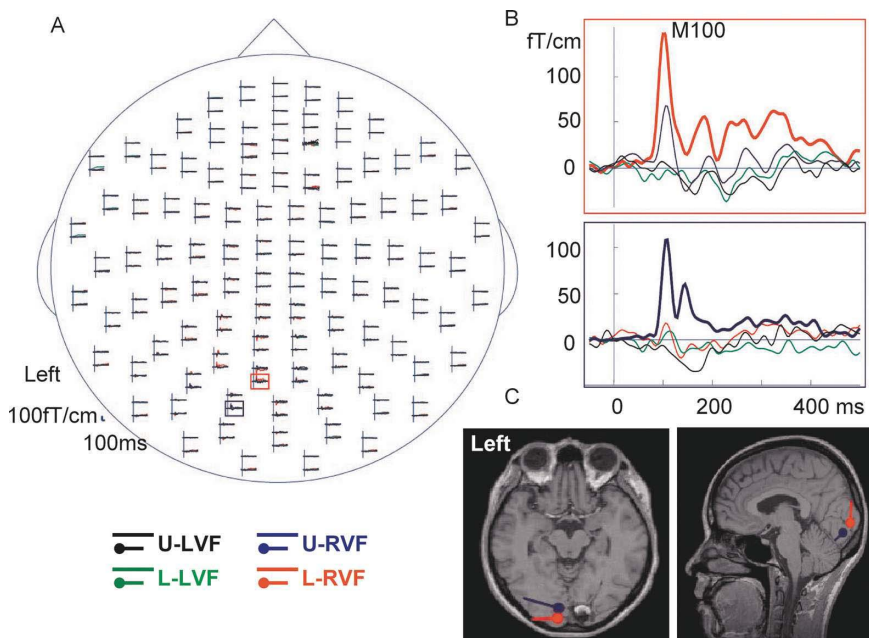 A
Left
100fT/cm
100ms
U-LVF
U-RVF
L-LVF
L-RVF
B
fT/cm
M100
100
50
0
100
50
0
0
200
400 ms
C
Left